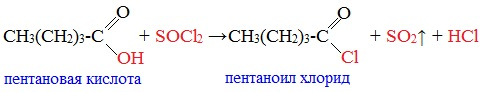 O O
CH3(CH2)3-C + SOCl2 → CH3(CH2)3-C + SO2↑ + HCl
OH Cl
пентановая кислота пентаноил хлорид